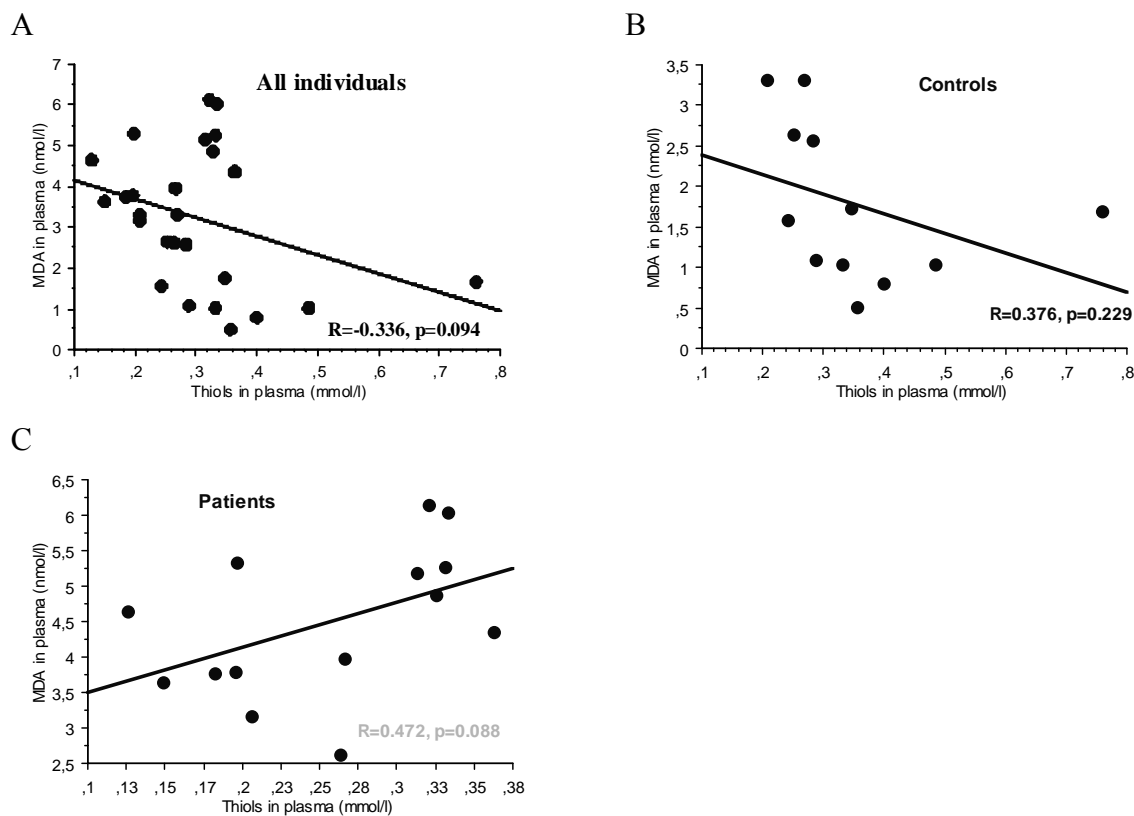 A
All individuals
7
6
5
4
3
2
1
0
MDA in plasma (nmol/l)
R=-0.336, p=0.094
,1 ,2 ,3 ,4 ,5 ,6 ,7 ,8
Thiols in plasma (mmol/l)
B
Controls
3,5
3
2,5
2
1,5
1
,5
0
MDA in plasma (nmol/l)
R=0.376, p=0.229
,1 ,2 ,3 ,4 ,5 ,6 ,7 ,8
Thiols in plasma (mmol/l)
C
Patients
6,5
6
5,5
5
4,5
4
3,5
3
2,5
MDA in plasma (nmol/l)
R=0.472, p=0.088
,1 ,13 ,15 ,17 ,2 ,23 ,25 ,28 ,3 ,33 ,35 ,38
Thiols in plasma (mmol/l)